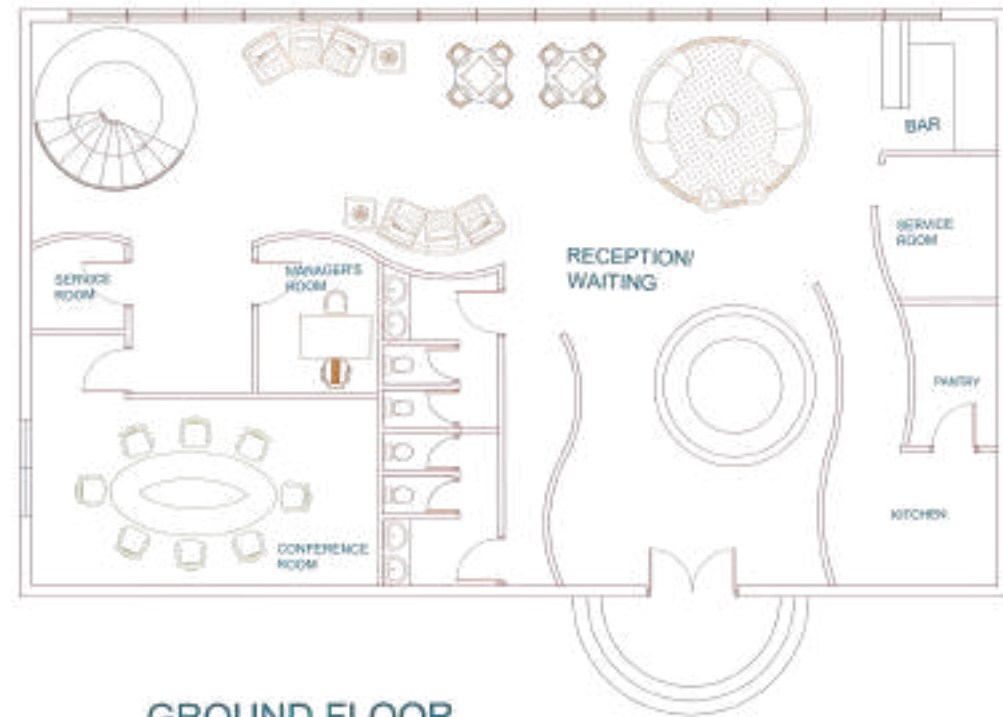 BAR
SERVICE
ROOM
RECEPTION/
WAITING
MANAGER'S
ROOM
SERVICE
ROOM
PANTRY
KITCHEN
CONFERENCE
ROOM
GROUND FLOOR